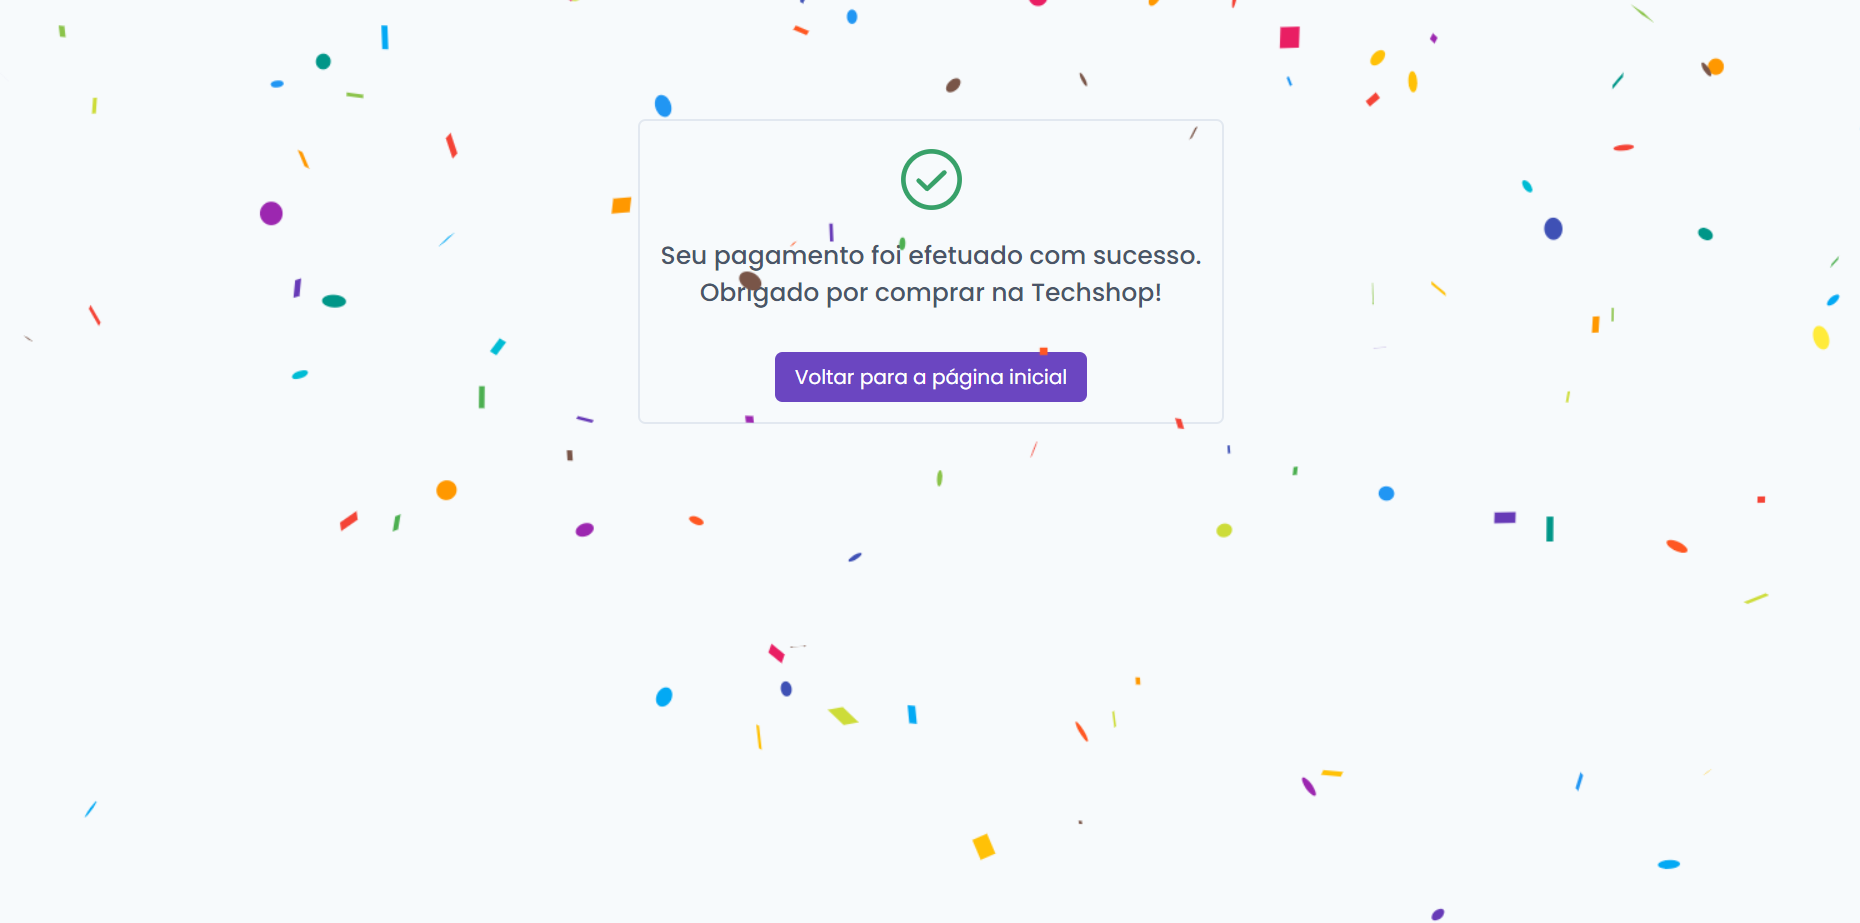 Seu pagamento foi efetuado com sucesso.
Obrigado por comprar na Techshop!
Voltar para a página inicial